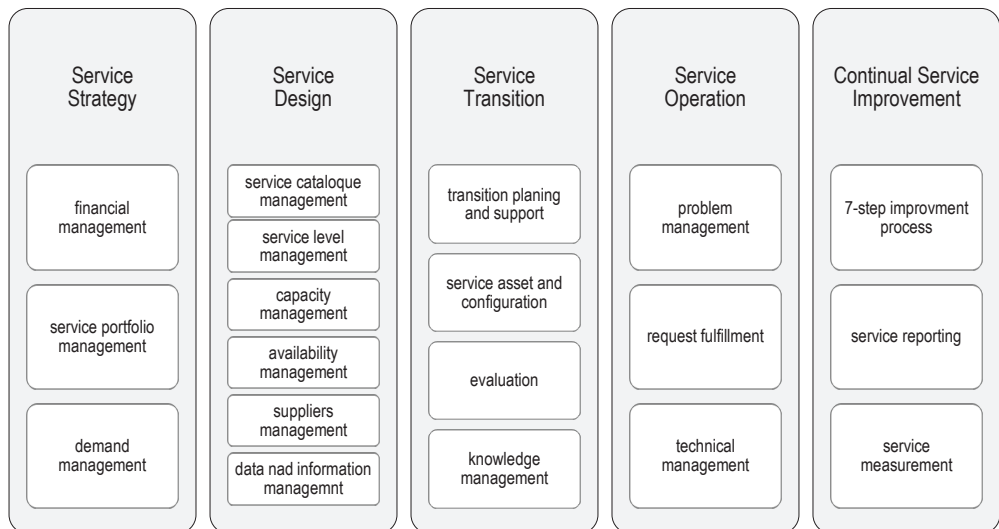 Service
Strategy
financial
management
service portfolio
management
demand
management
Service
Design
service cataloque
management
service level
management
capacity
management
availability
management
suppliers
management
data nad information
managemnt
Service
Transition
transition planing
and support
service asset and
configuration
evaluation
knowledge
management
Service
Operation
problem
management
request fulfillment
technical
management
Continual Service
Improvement
7-step improvment
process
service reporting
service
measurement